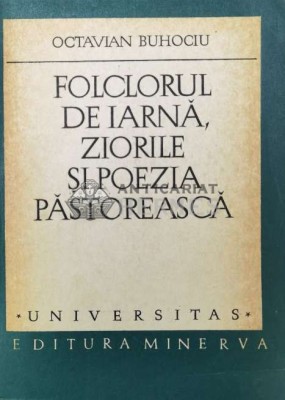 OCTAVIAN BUHOCIU
FOLCLORUL
DE IARNĂ,
ZIORILE
ȘI POEZIA
ANTICARIAT
PĂSTOREASCĂ
*UNIVERSITAS*
EDITURA MINERVA